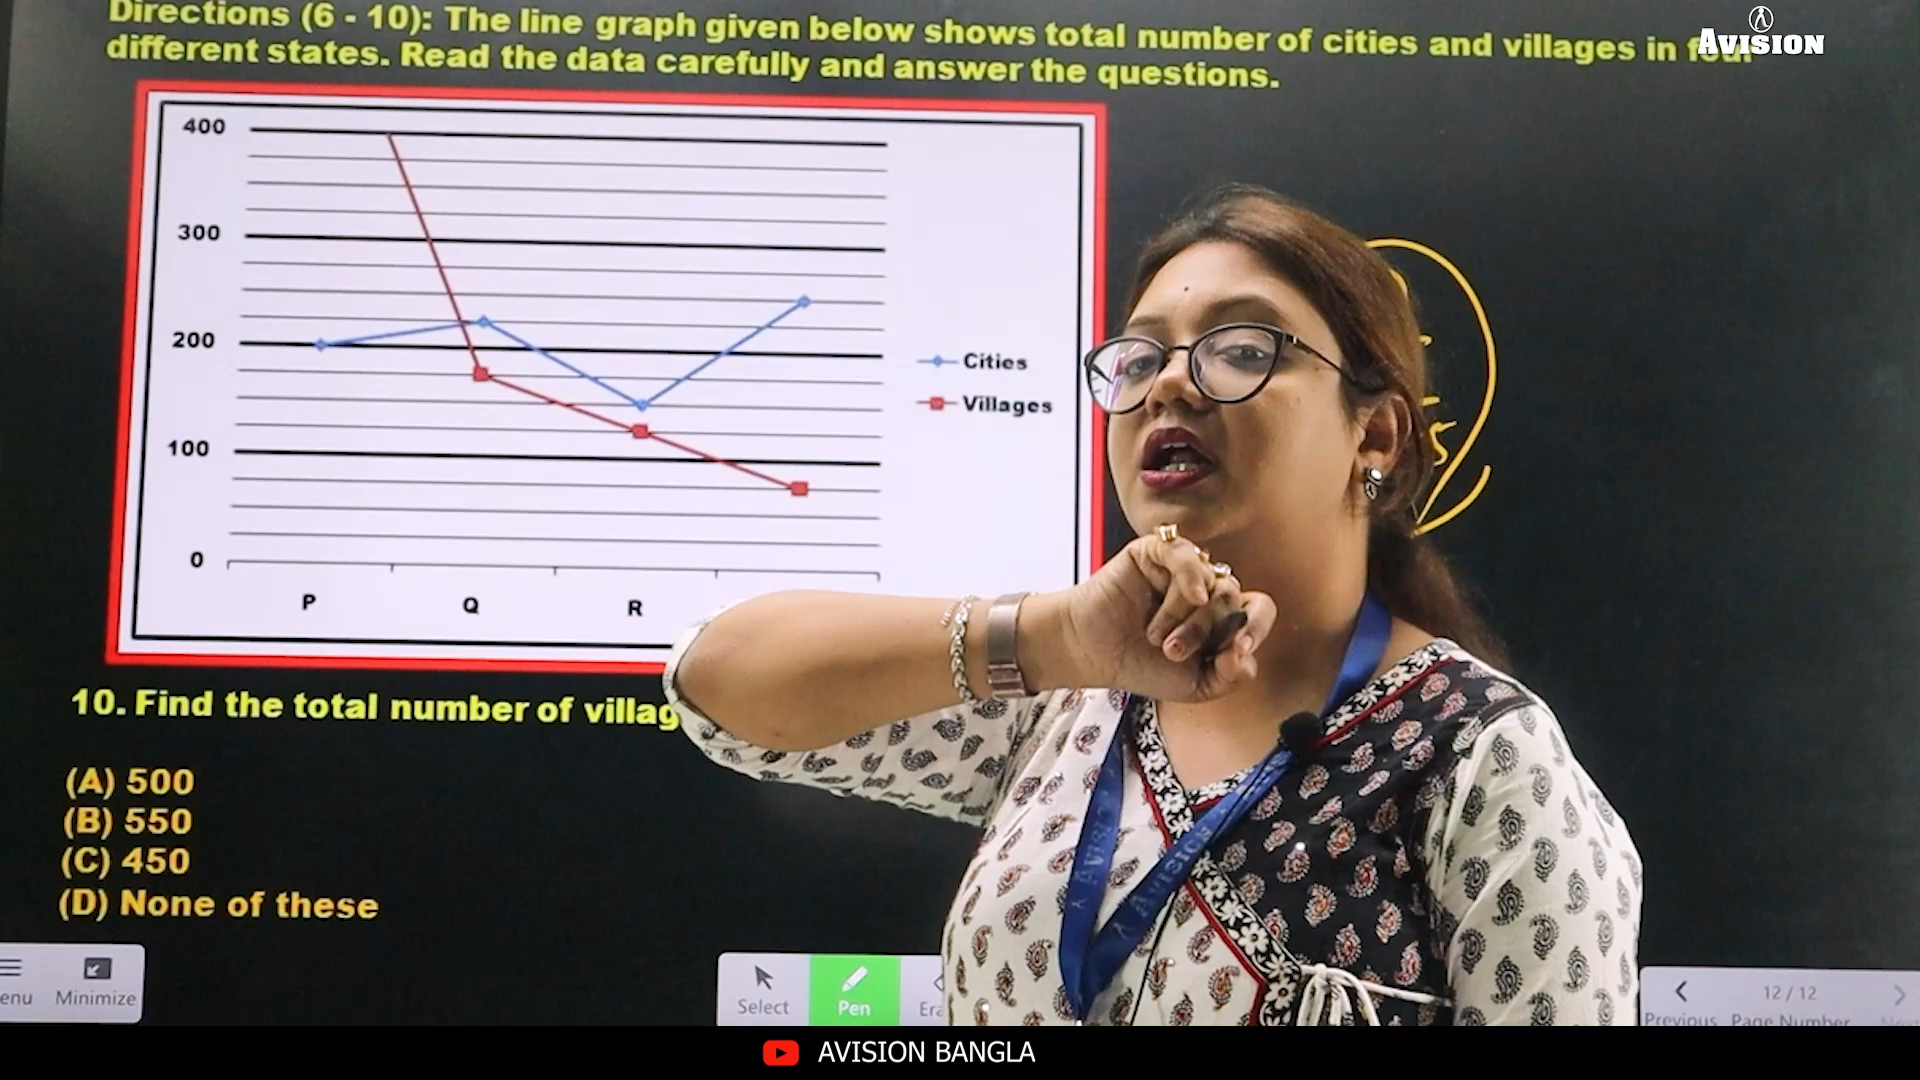 Directions (6 - 10): The line graph given below shows total number of cities and villages in four
AVISION
different states. Read the data carefully and answer the questions.
400
300
200
100
0
Cities
Villages
P Q R
10. Find the total number of villag
(A) 500
(B) 550
(C) 450
(D) None of these
enu Minimize
Select Pen Era
12 / 12
Previous Page Number
AVISION BANGLA